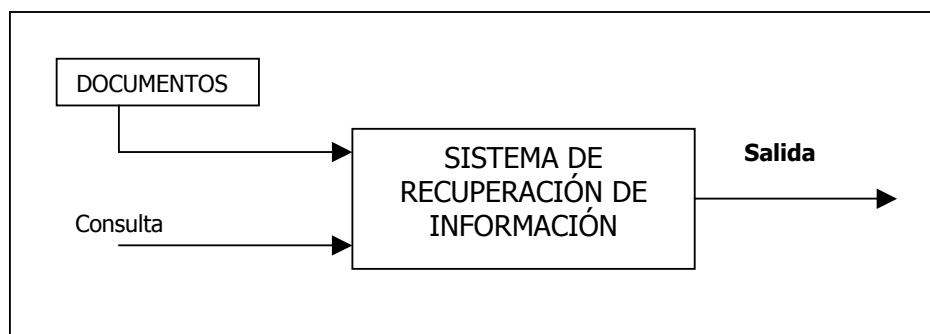 DOCUMENTOS
SISTEMA DE
RECUPERACIÓN DE
INFORMACIÓN
Salida
Consulta